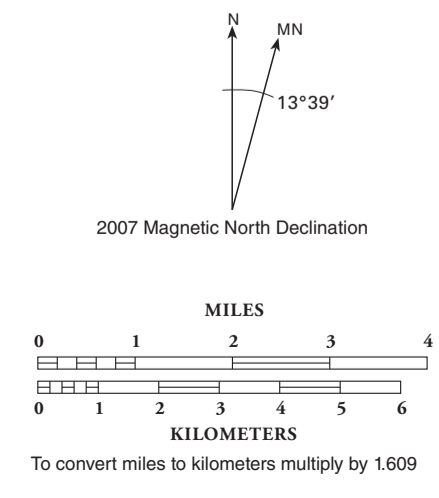 N
MN
13°39′
2007 Magnetic North Declination
MILES
0 1 2 3 4
0 1 2 3 4 5 6
KILOMETERS
To convert miles to kilometers multiply by 1.609